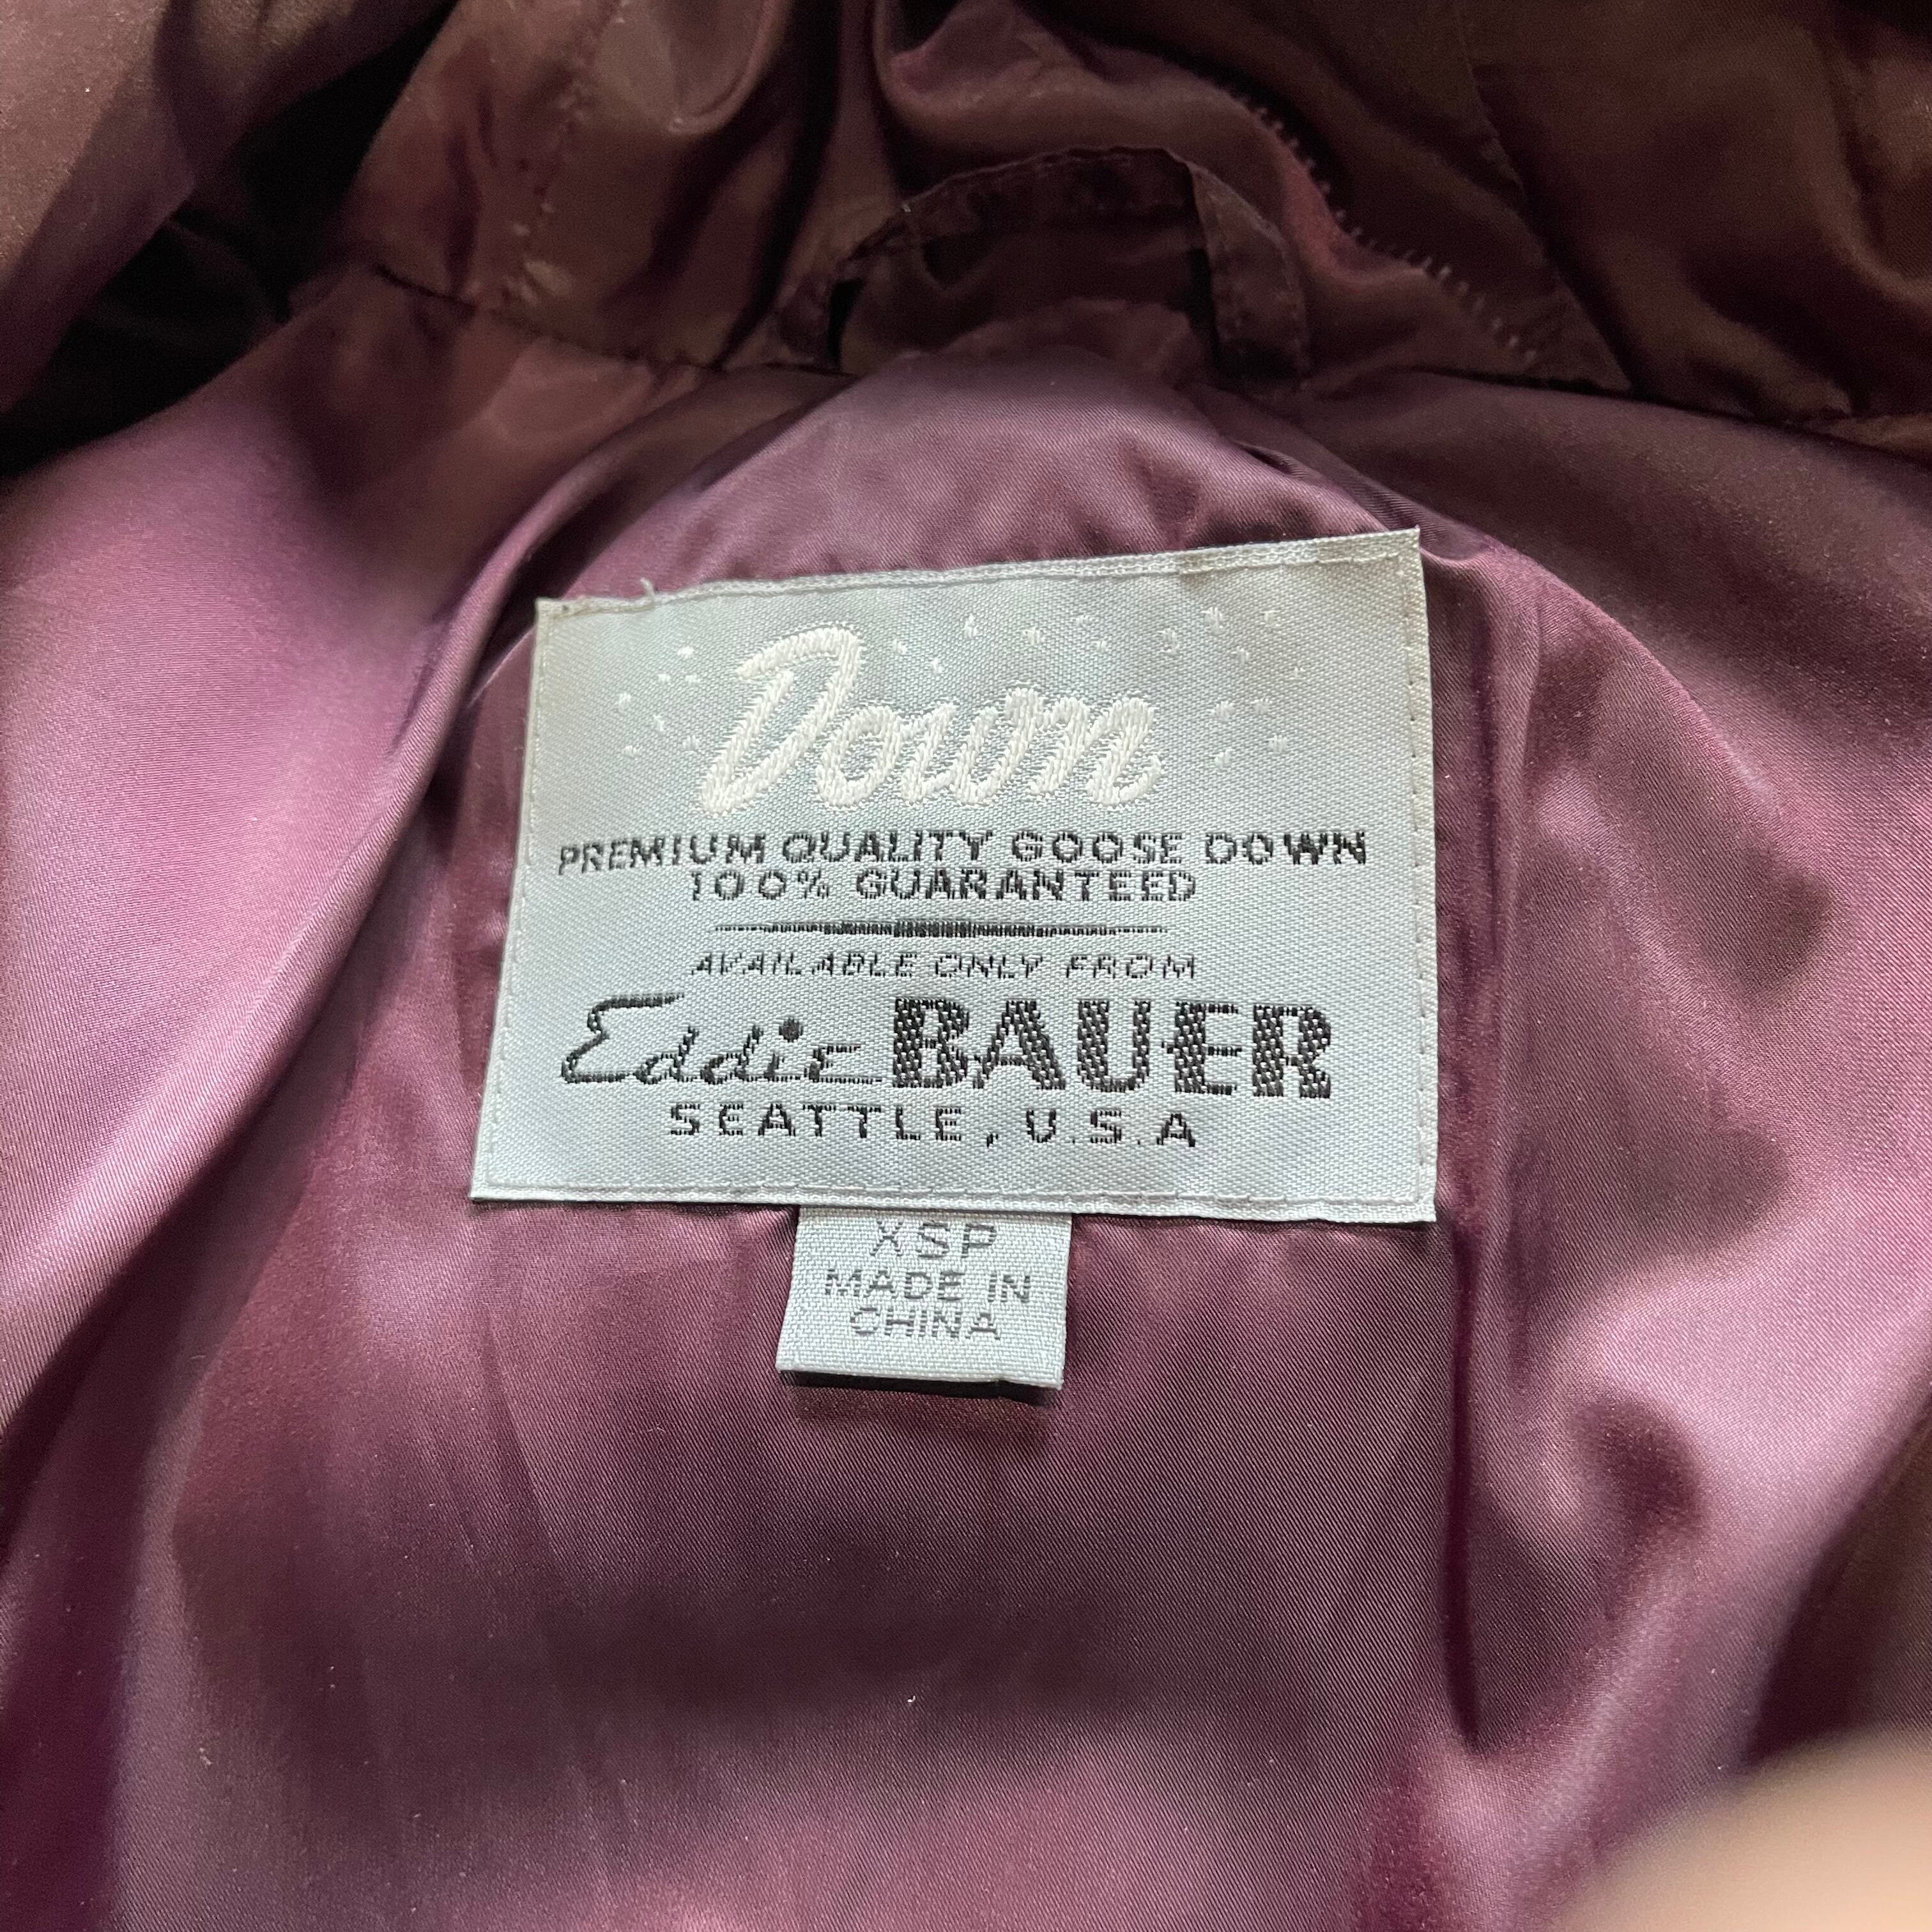 Down
PREMIUM QUALITY GOOSE DOWN
100% GUARANTEED
AVAILABLE ONLY FROM
Eddie BAUER
SEATTLE, U.S.A
XSP
MADE IN
CHINA